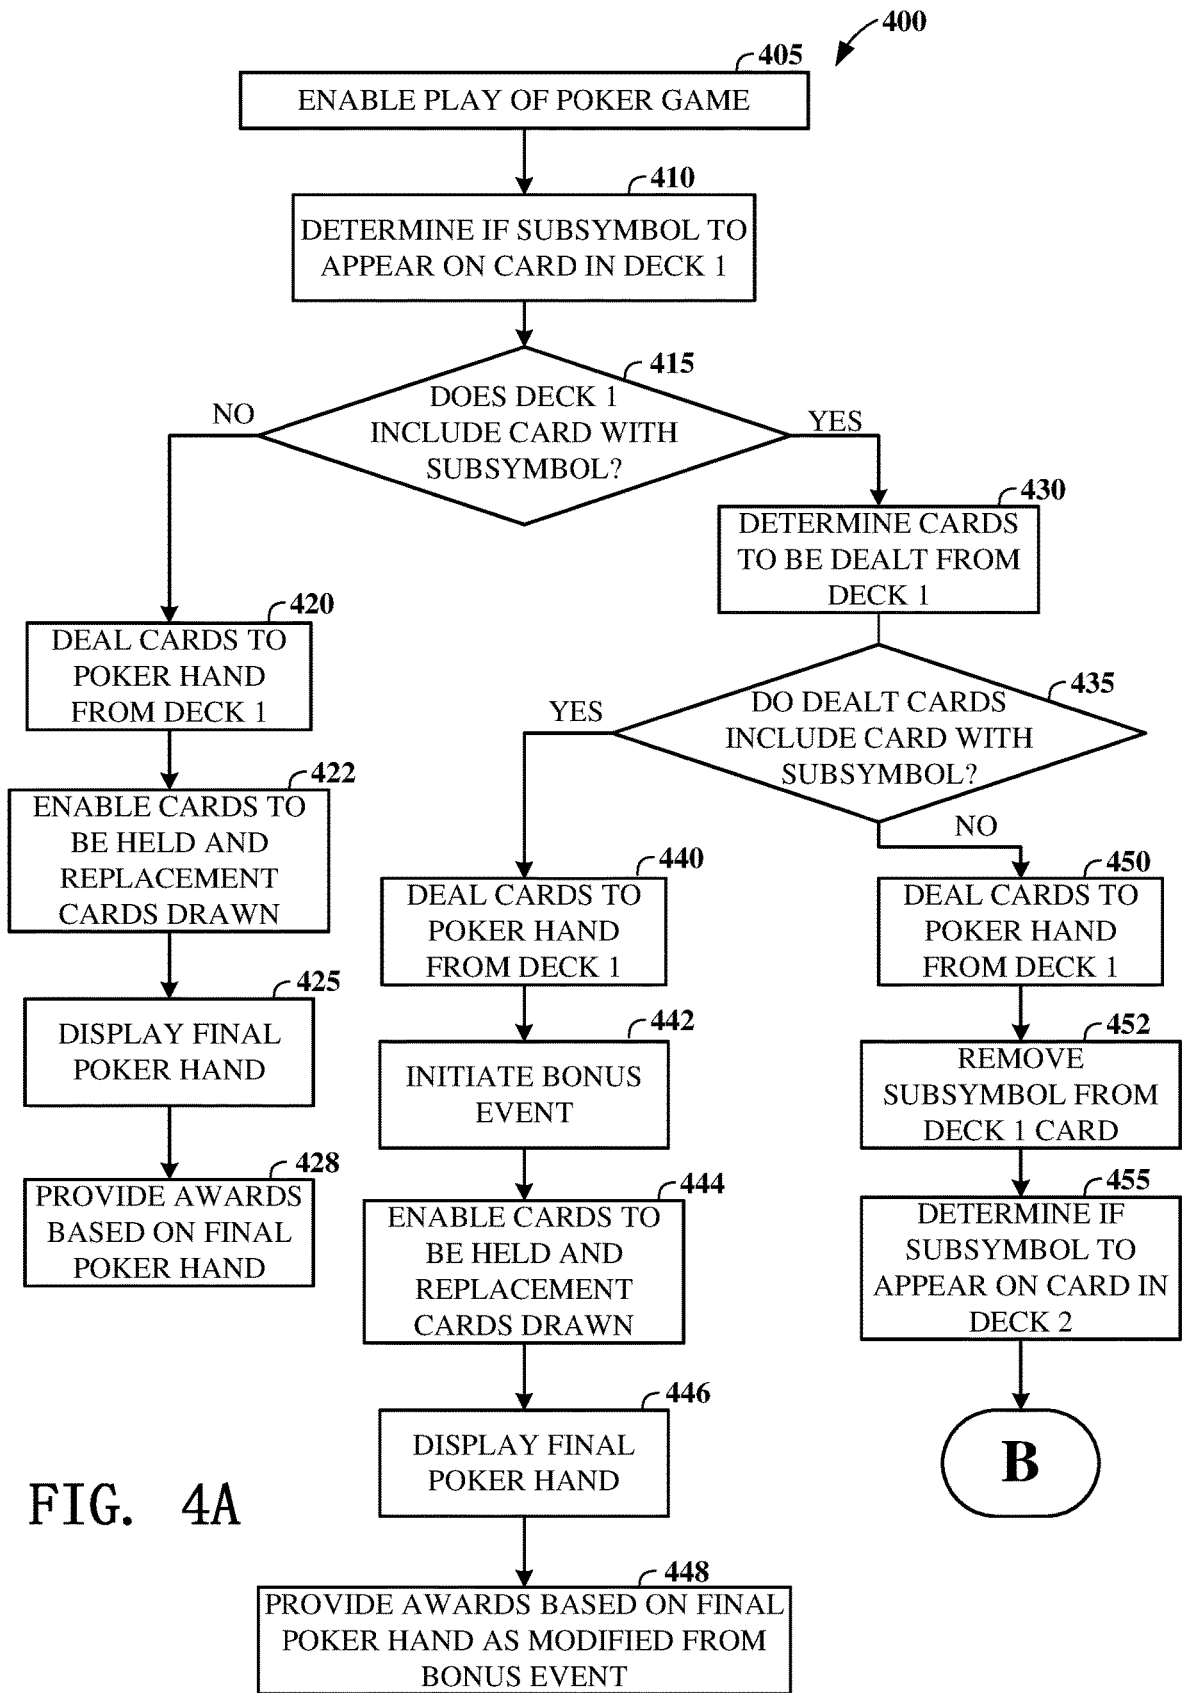 400
405
ENABLE PLAY OF POKER GAME
410
DETERMINE IF SUBSYMBOL TO
APPEAR ON CARD IN DECK 1
415
DOES DECK 1
INCLUDE CARD WITH
SUBSYMBOL?
NO
YES
420
DEAL CARDS TO
POKER HAND
FROM DECK 1
422
ENABLE CARDS TO
BE HELD AND
REPLACEMENT
CARDS DRAWN
425
DISPLAY FINAL
POKER HAND
428
PROVIDE AWARDS
BASED ON FINAL
POKER HAND
430
DETERMINE CARDS
TO BE DEALT FROM
DECK 1
435
DO DEALT CARDS
INCLUDE CARD WITH
SUBSYMBOL?
YES
NO
440
DEAL CARDS TO
POKER HAND
FROM DECK 1
442
INITIATE BONUS
EVENT
444
ENABLE CARDS TO
BE HELD AND
REPLACEMENT
CARDS DRAWN
446
DISPLAY FINAL
POKER HAND
448
PROVIDE AWARDS BASED ON FINAL
POKER HAND AS MODIFIED FROM
BONUS EVENT
450
DEAL CARDS TO
POKER HAND
FROM DECK 1
452
REMOVE
SUBSYMBOL FROM
DECK 1 CARD
455
DETERMINE IF
SUBSYMBOL TO
APPEAR ON CARD IN
DECK 2
B
FIG. 4A